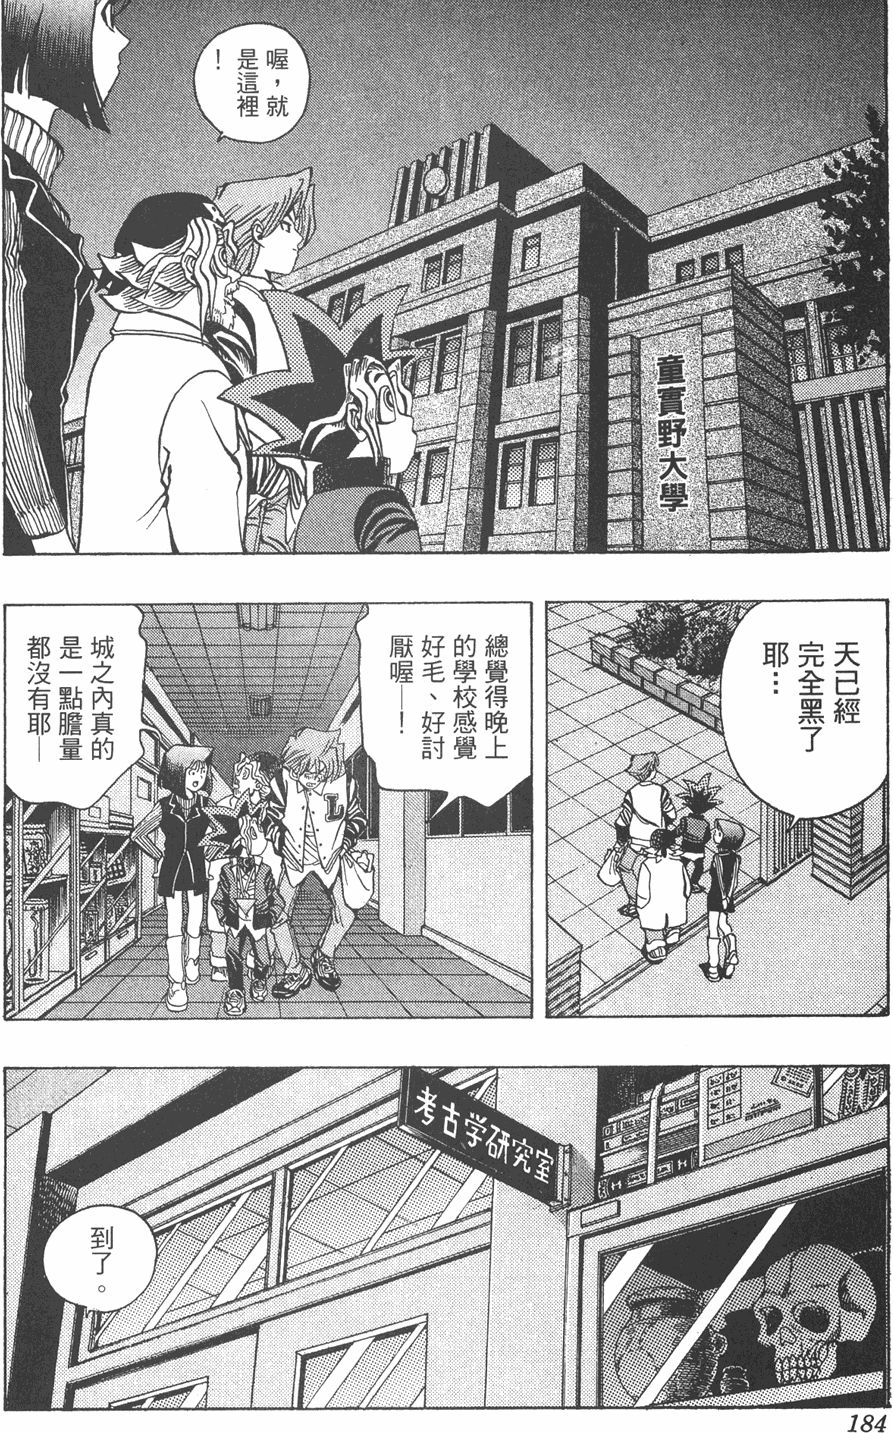 喔，就
是這裡
！
童實野大學
天已經
完全黑了
耶…
總覺得晚上
的學校感覺
好毛、好討
厭喔—！
城之內真的
是一點膽量
都沒有耶—
考古学研究室
到了。
184